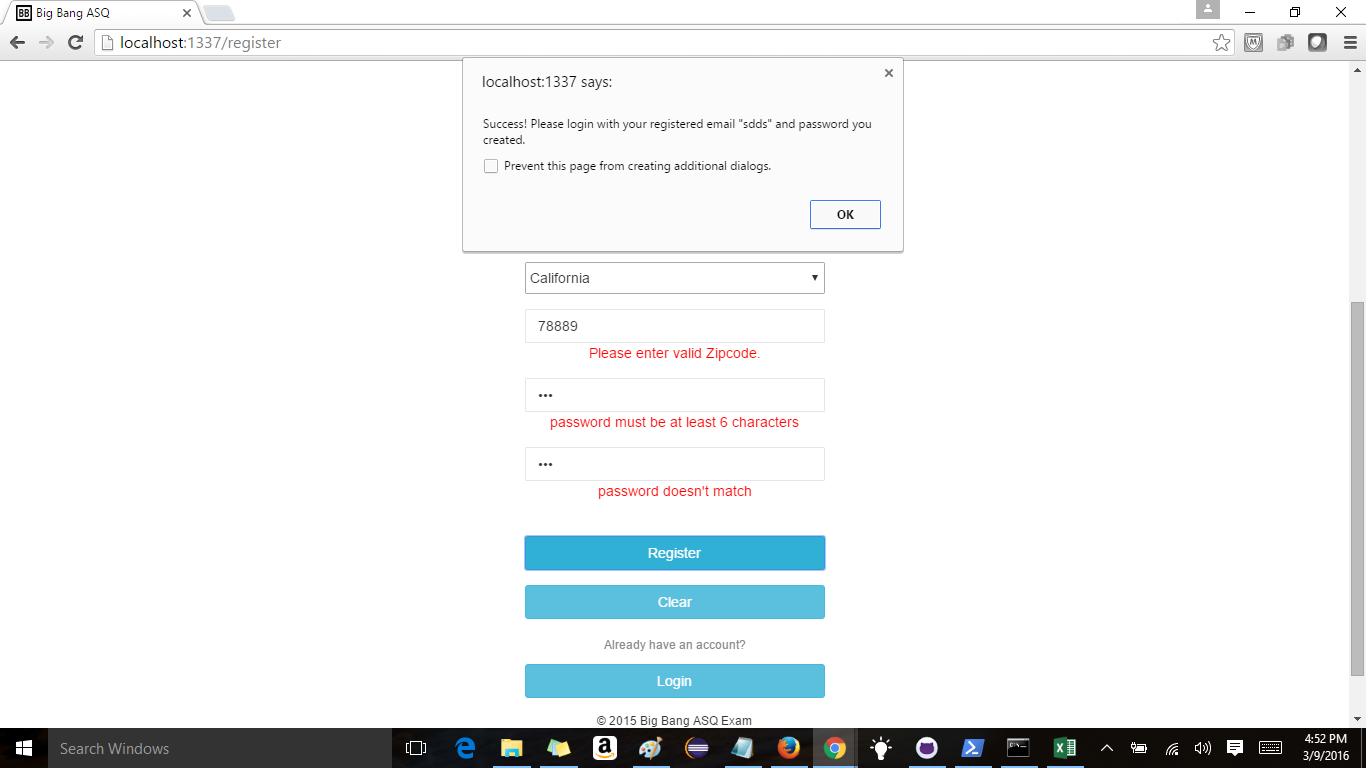 BB Big Bang ASQ
localhost:1337/register
localhost:1337 says:
Success! Please login with your registered email "sdds" and password you
created.
Prevent this page from creating additional dialogs.
OK
California
78889
Please enter valid Zipcode.
•••
password must be at least 6 characters
•••
password doesn't match
Register
Clear
Already have an account?
Login
© 2015 Big Bang ASQ Exam
Search Windows
4:52 PM
3/9/2016